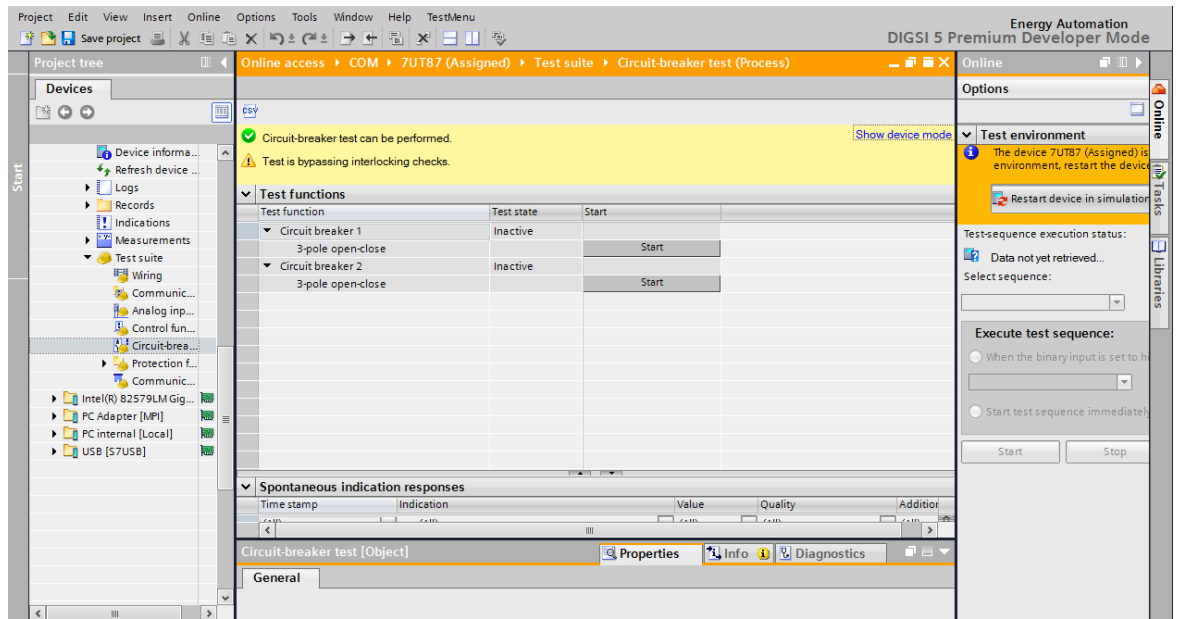 Project Edit View Insert Online Options Tools Window Help TestMenu
Energy Automation
DIGSI 5 Premium Developer Mode
Save project
Project tree
Devices
Start
Device informa...
Refresh device ...
Logs
Records
Indications
Measurements
Test suite
Wiring
Communic...
Analog inp...
Control fun...
Circuit-brea...
Protection f...
Communic...
Intel(R) 82579LM Gig...
PC Adapter [MPI]
PC internal [Local]
USB [S7USB]
Online access COM 7UT87 (Assigned) Test suite Circuit-breaker test (Process)
csv
Circuit-breaker test can be performed.
Show device mode
Test is bypassing interlocking checks.
Test functions
Test function Test state Start
Circuit breaker 1 Inactive
3-pole open-close Start
Circuit breaker 2 Inactive
3-pole open-close Start
Spontaneous indication responses
Time stamp Indication Value Quality Addition
(All) (All) (All) (All) (All)
Circuit-breaker test [Object]
Properties Info Diagnostics
General
Online
Options
Test environment
The device 7UT87 (Assigned) is
environment, restart the device
Restart device in simulation
Test-sequence execution status:
Data not yet retrieved...
Select sequence:
Execute test sequence:
When the binary input is set to hi
Start test sequence immediately
Start Stop
Online
Tasks
Libraries